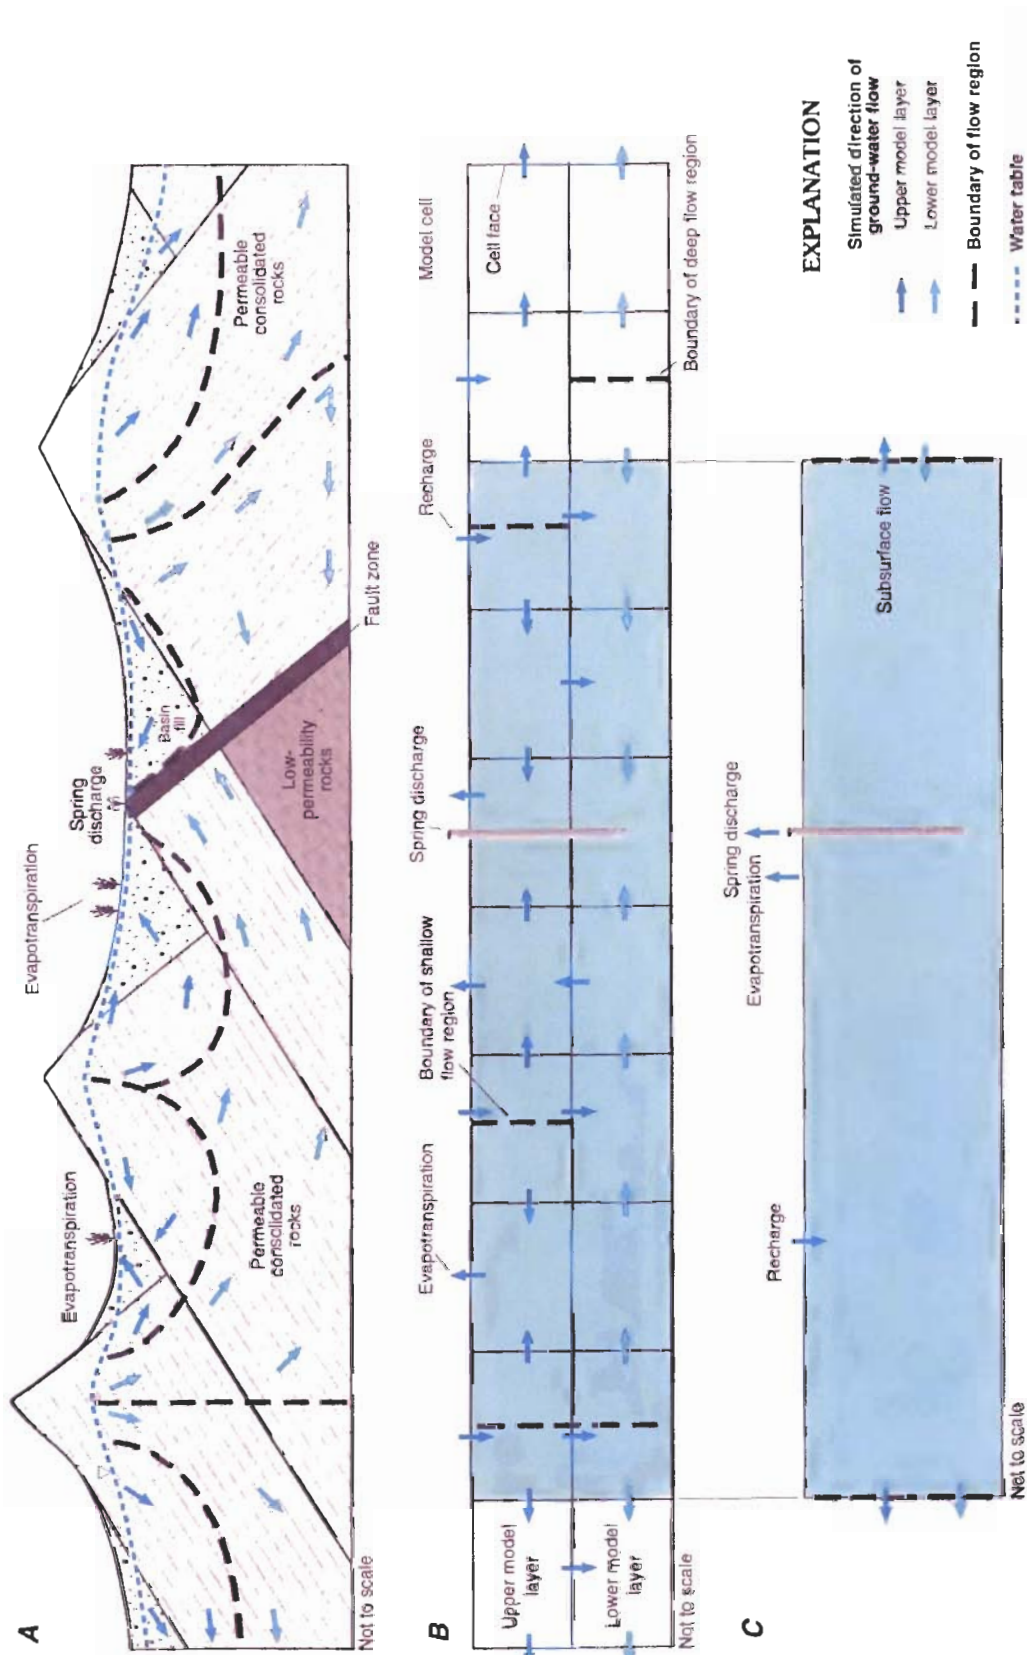 A
Evapotranspiration
Evapotranspiration
Spring
discharge
Basin
fill
Permeable
consolidated
rocks
Permeable
consolidated
rocks
Low-
permeability
rocks
Fault zone
Not to scale
B
Evapotranspiration
Boundary of shallow
flow region
Spring discharge
Recharge
Model cell
Cell face
Upper model
layer
Lower model
layer
Boundary of deep flow region
Not to scale
C
Recharge
Evapotranspiration
Spring discharge
Subsurface flow
Not to scale
EXPLANATION
Simulated direction of
ground-water flow
Upper model layer
Lower model layer
Boundary of flow region
Water table